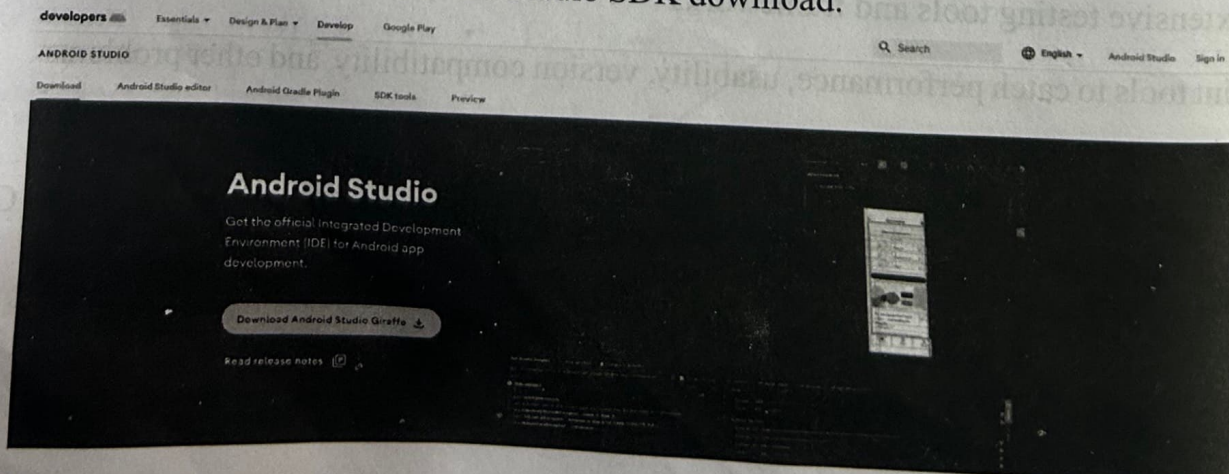 SDK download.
developers Essentials Design & Plan Develop Google Play
Search English Android Studio Sign in
ANDROID STUDIO
Download Android Studio editor Android Gradle Plugin SDK tools Preview
Android Studio
Get the official Integrated Development
Environment (IDE) for Android app
development.
Download Android Studio Giraffe
Read release notes